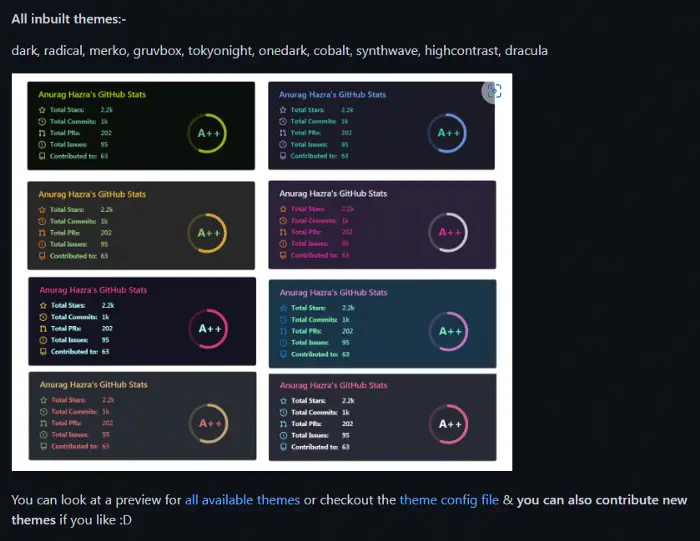 All inbuilt themes:-
dark, radical, merko, gruvbox, tokyonight, onedark, cobalt, synthwave, highcontrast, dracula
Anurag Hazra's GitHub Stats
Total Stars: 2.2k
Total Commits: 1k
Total PRs: 202
Total Issues: 95
Contributed to: 63
A++
Anurag Hazra's GitHub Stats
Total Stars: 2.2k
Total Commits: 1k
Total PRs: 202
Total Issues: 95
Contributed to: 63
A++
Anurag Hazra's GitHub Stats
Total Stars: 2.2k
Total Commits: 1k
Total PRs: 202
Total Issues: 95
Contributed to: 63
A++
Anurag Hazra's GitHub Stats
Total Stars: 2.2k
Total Commits: 1k
Total PRs: 202
Total Issues: 95
Contributed to: 63
A++
Anurag Hazra's GitHub Stats
Total Stars: 2.2k
Total Commits: 1k
Total PRs: 202
Total Issues: 95
Contributed to: 63
A++
Anurag Hazra's GitHub Stats
Total Stars: 2.2k
Total Commits: 1k
Total PRs: 202
Total Issues: 95
Contributed to: 63
A++
Anurag Hazra's GitHub Stats
Total Stars: 2.2k
Total Commits: 1k
Total PRs: 202
Total Issues: 95
Contributed to: 63
A++
Anurag Hazra's GitHub Stats
Total Stars: 2.2k
Total Commits: 1k
Total PRs: 202
Total Issues: 95
Contributed to: 63
A++
You can look at a preview for all available themes or checkout the theme config file & you can also contribute new
themes if you like :D